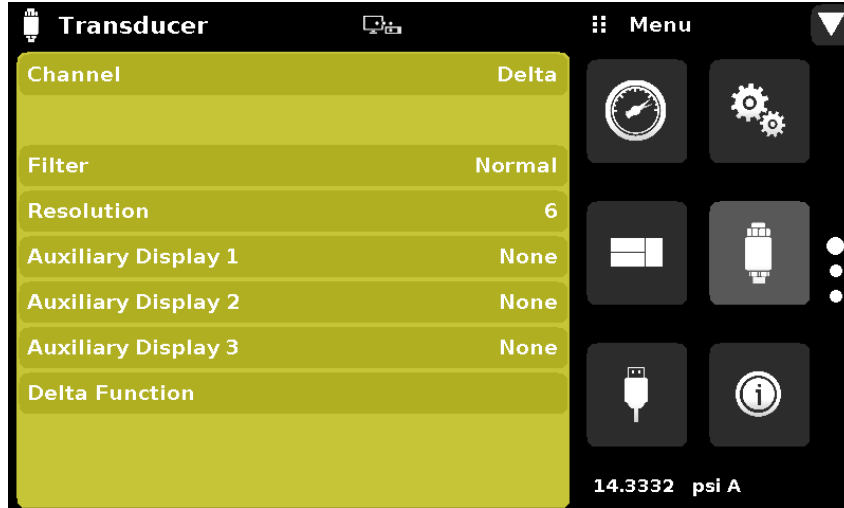 Transducer
Menu
Channel Delta
Filter Normal
Resolution 6
Auxiliary Display 1 None
Auxiliary Display 2 None
Auxiliary Display 3 None
Delta Function
14.3332 psi A